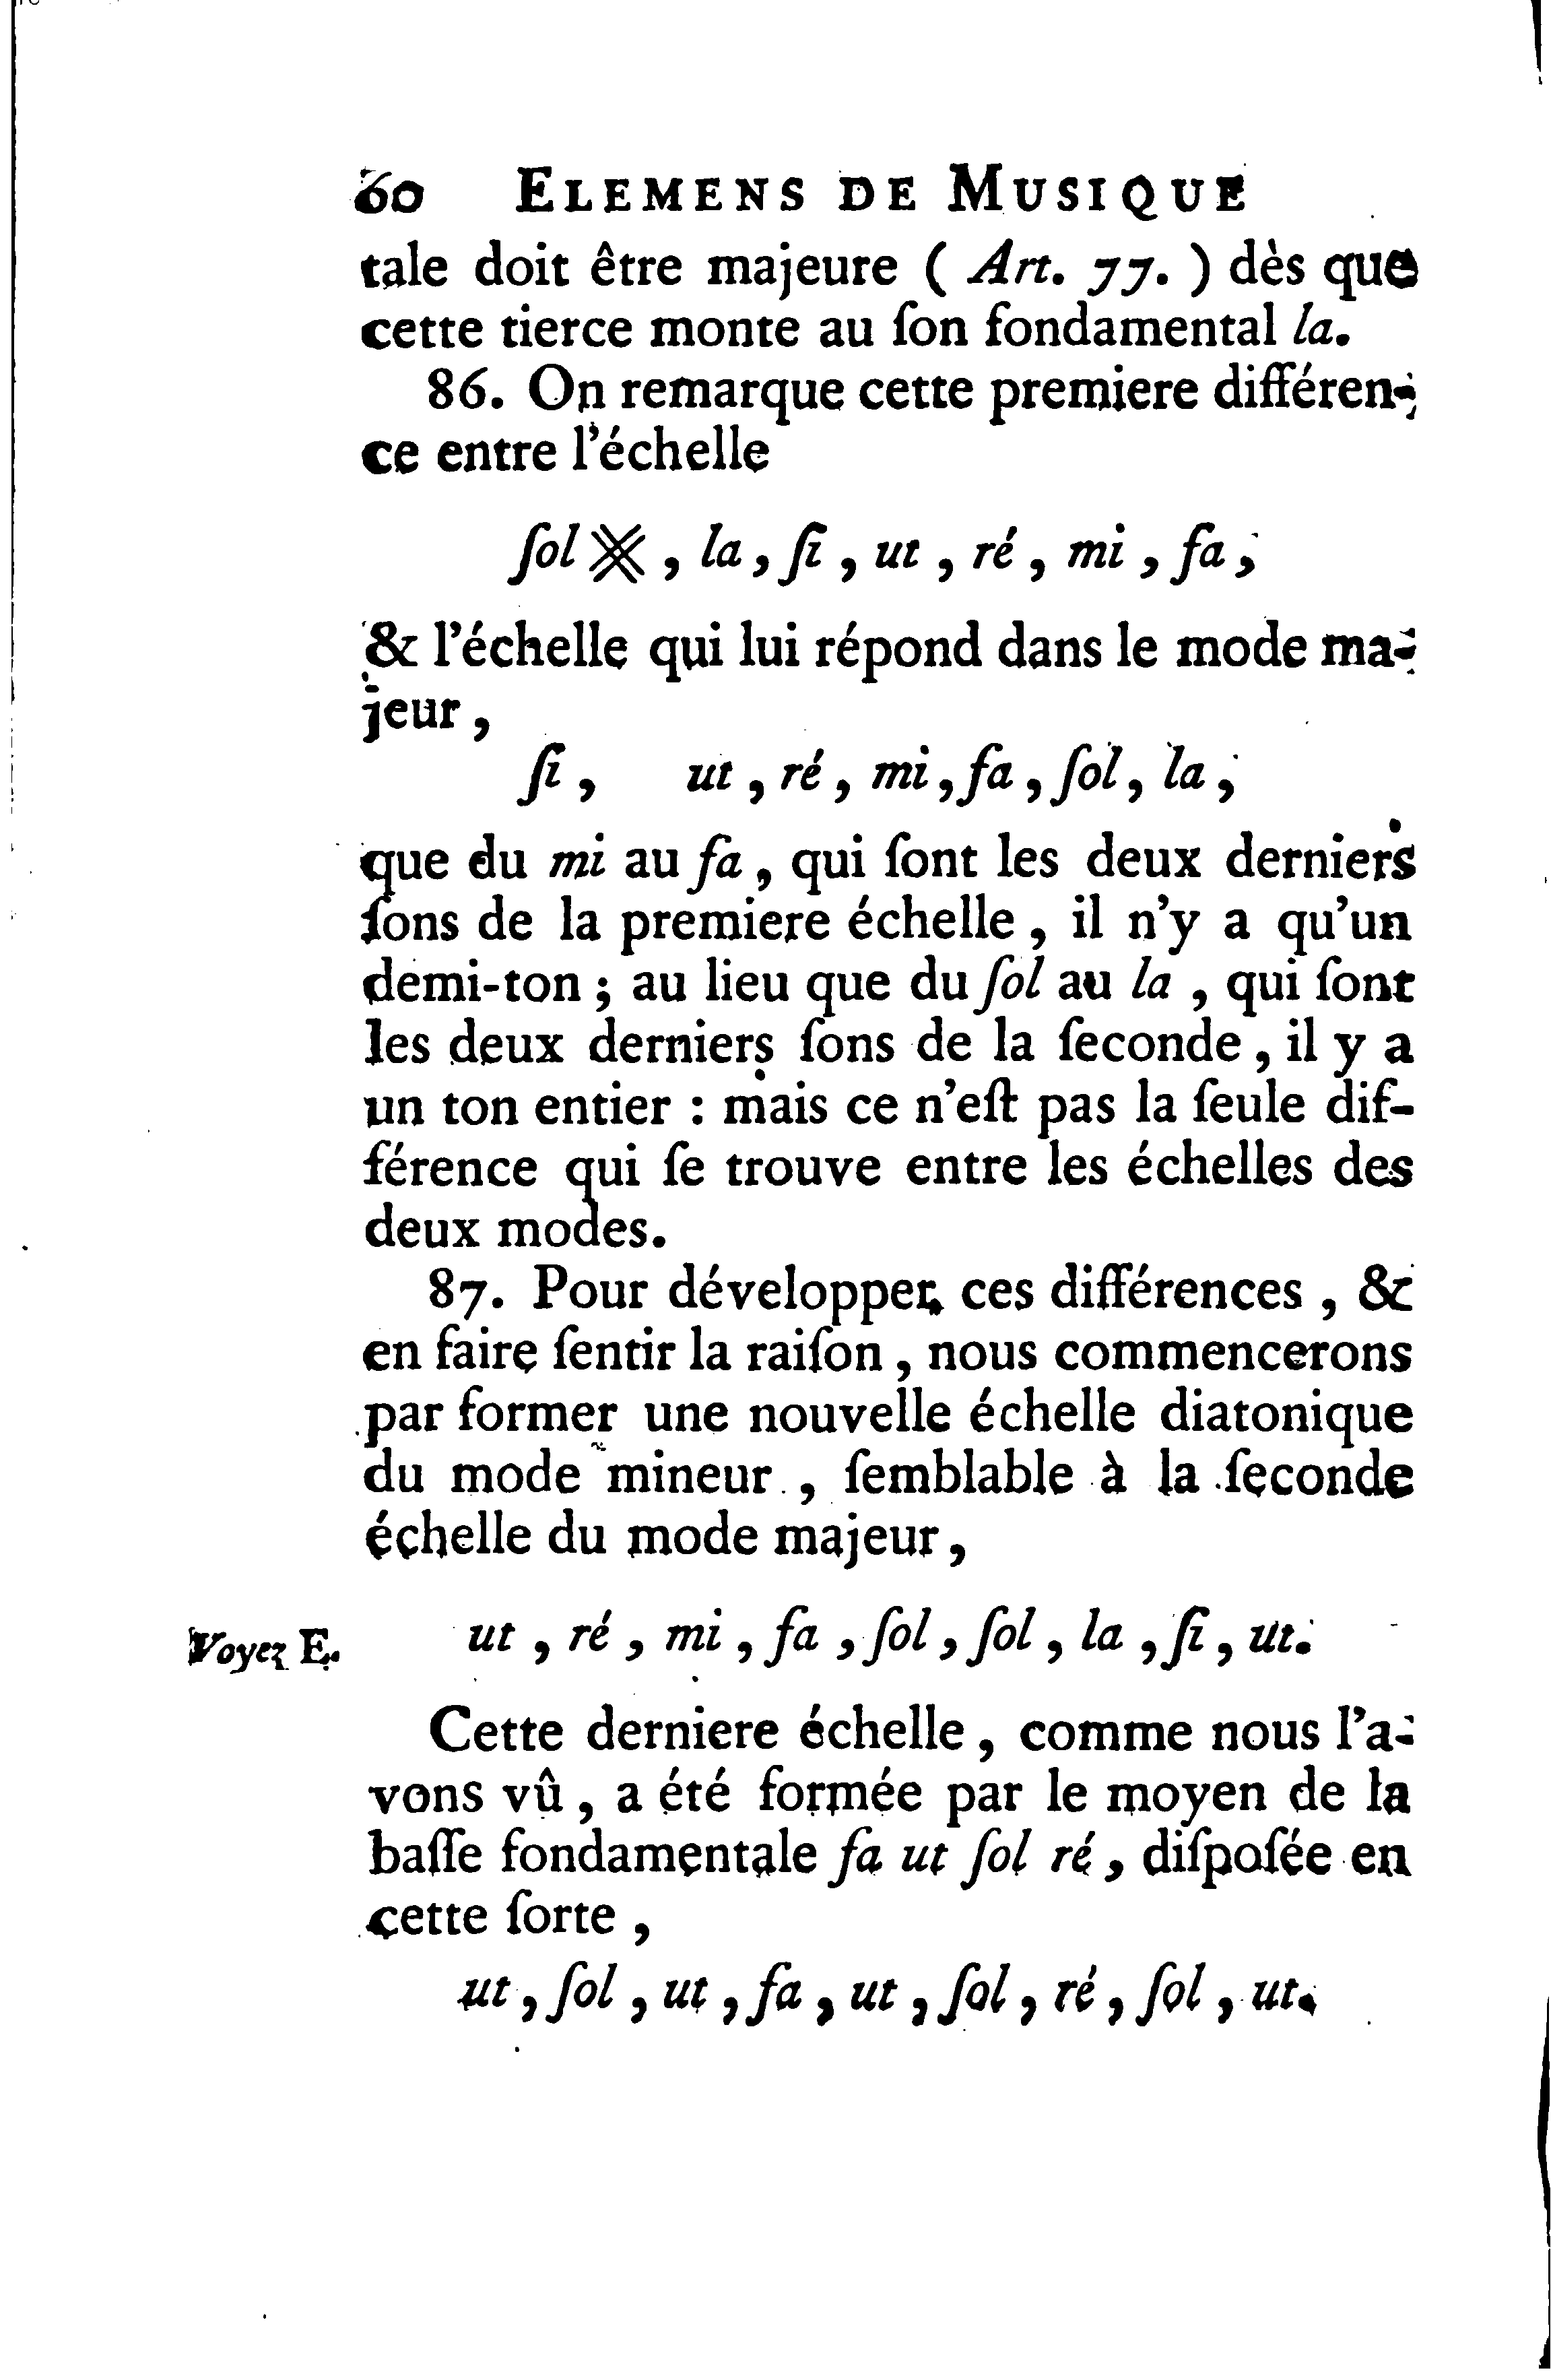 60 ELEMENS DE MUSIQUE
tale doit être majeure ( Art. 77. ) dès que
cette tierce monte au ſon fondamental la.
86. On remarque cette premiere différen-
ce entre l'échelle
ſol ※, la, ſi, ut, ré, mi, fa,
& l'échelle qui lui répond dans le mode ma-
jeur,
ſi, ut, ré, mi, fa, ſol, la,
que du mi au fa, qui ſont les deux derniers
ſons de la premiere échelle, il n'y a qu'un
demi-ton ; au lieu que du ſol au la, qui ſont
les deux derniers ſons de la ſeconde, il y a
un ton entier : mais ce n'eſt pas la ſeule dif-
férence qui ſe trouve entre les échelles des
deux modes.
87. Pour développer ces différences, &
en faire ſentir la raiſon, nous commencerons
par former une nouvelle échelle diatonique
du mode mineur, ſemblable à la ſeconde
échelle du mode majeur,
Voyez E. ut, ré, mi, fa, ſol, ſol, la, ſi, ut.
Cette derniere échelle, comme nous l'a-
vons vû, a été formée par le moyen de la
baſſe fondamentale fa ut ſol ré, diſpoſée en
cette ſorte,
ut, ſol, ut, fa, ut, ſol, ré, ſol, ut.